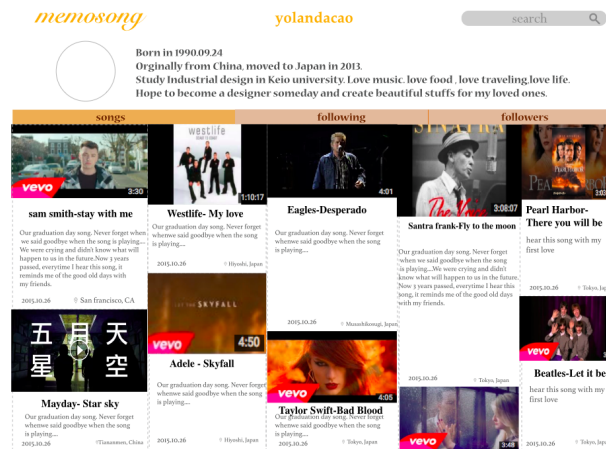 memosong
yolandacao
search
Born in 1990.09.24
Orginally from China, moved to Japan in 2013.
Study Industrial design in Keio university. Love music. love food , love traveling,love life.
Hope to become a designer someday and create beautiful stuffs for my loved ones.
songs
following
followers
vevo
3:30
sam smith-stay with me
Our graduation day song. Never forget when
we said goodbye when the song is playing....
We were crying and didn't know what will
happen to us in the future.Now 5 years
passed, everytime I hear this song, it
reminds me of the good old days with
my friends.
2015.10.26
San francisco, CA
五月天
星 空
Mayday- Star sky
Our graduation day song. Never forget
whenwe said goodbye when the song
is playing....
2015.10.26
Tiananmen, China
westlife
1:10:17
Westlife- My love
Our graduation day song. Never forget
whenwe said goodbye when the song
is playing....
2015.10.26
Hiyoshi, Japan
SKYFALL
vevo
4:50
Adele - Skyfall
Our graduation day song. Never forget
whenwe said goodbye when the song
is playing....
2015.10.26
Hiyoshi, Japan
4:01
Eagles-Desperado
Our graduation day song. Never forget
whenwe said goodbye when the song
is playing....
2015.10.26
Musashikosugi, Japan
vevo
4:05
Taylor Swift-Bad Blood
Our graduation day song. Never forget
whenwe said goodbye when the song
is playing....
2015.10.26
Tokyo, Japan
SINATRA
The Voice
3:08:07
Santra frank-Fly to the moon
Our graduation day song. Never forget
whenwe said goodbye when the song
is playing....We were crying and didn't
know what will happen to us in the future.
Now 5 years passed, everytime I hear this
song, it reminds me of the good old days
with my friends.
2015.10.26
Tokyo, Japan
vevo
3:48
PEARL HARBOR
3:03
Pearl Harbor-
There you will be
hear this song with my
first love
2015.10.26
Tokyo, Jap
vevo
Beatles-Let it be
hear this song with my
first love
2015.10.26
Tokyo, Jap